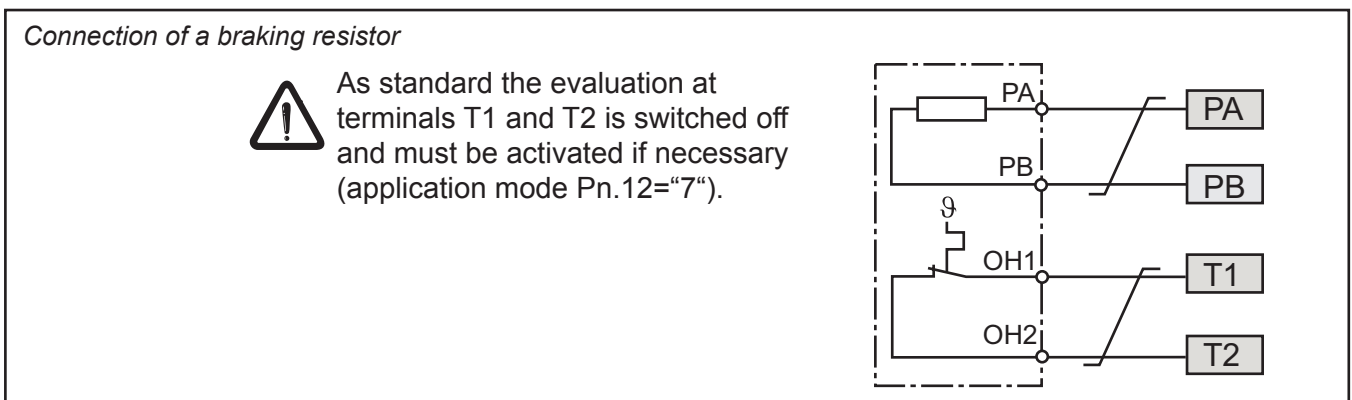 Connection of a braking resistor
As standard the evaluation at
terminals T1 and T2 is switched off
and must be activated if necessary
(application mode Pn.12=“7“).
PA
PA
PB
PB
ϑ
OH1
T1
OH2
T2